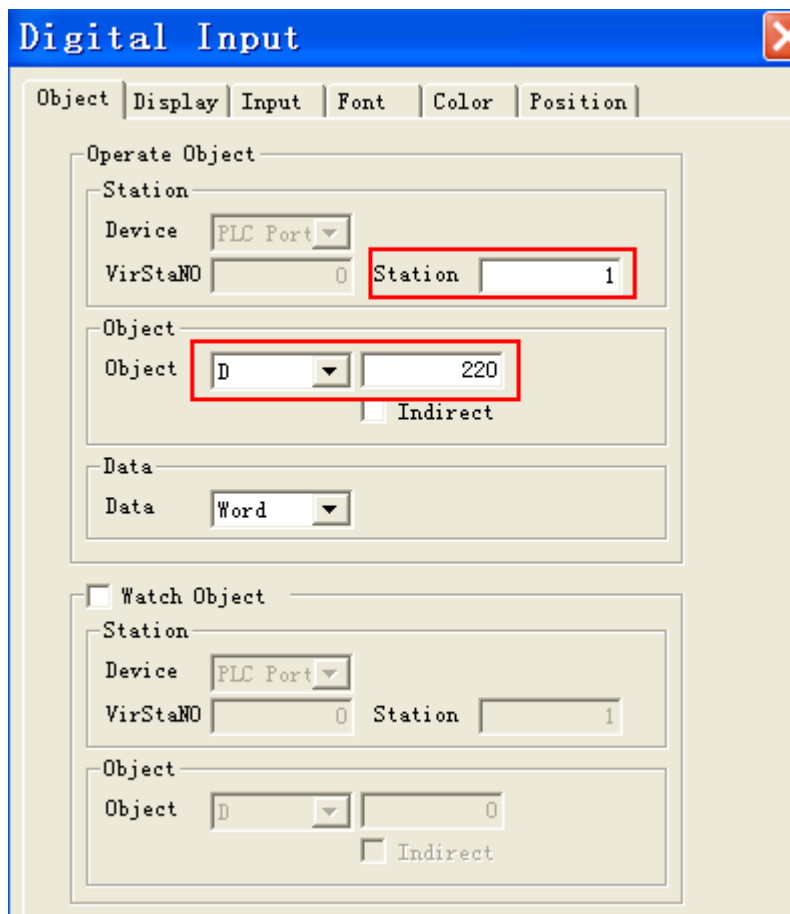 Digital Input
Object Display Input Font Color Position
Operate Object
Station
Device PLC Port
VirStaNO 0 Station 1
Object
Object D 220
Indirect
Data
Data Word
Watch Object
Station
Device PLC Port
VirStaNO 0 Station 1
Object
Object D 0
Indirect